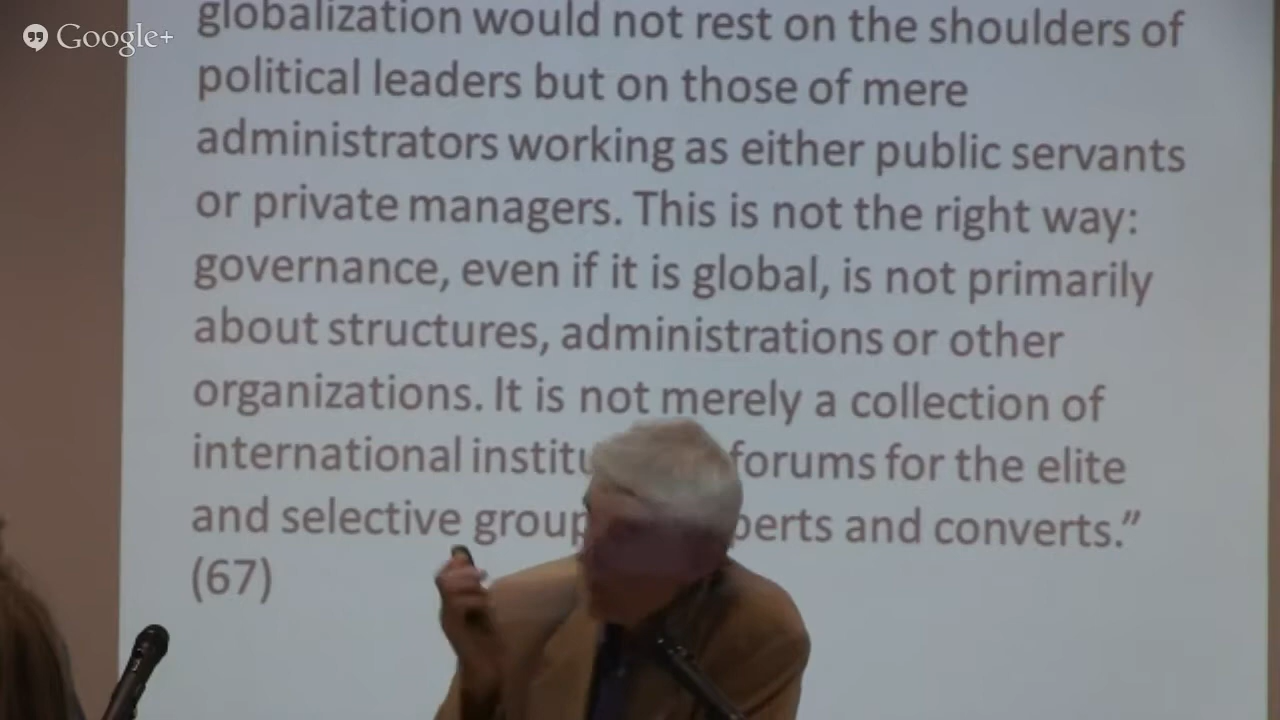 Google+
globalization would not rest on the shoulders of
political leaders but on those of mere
administrators working as either public servants
or private managers. This is not the right way:
governance, even if it is global, is not primarily
about structures, administrations or other
organizations. It is not merely a collection of
international forums for the elite
and selective and converts.”
(67)